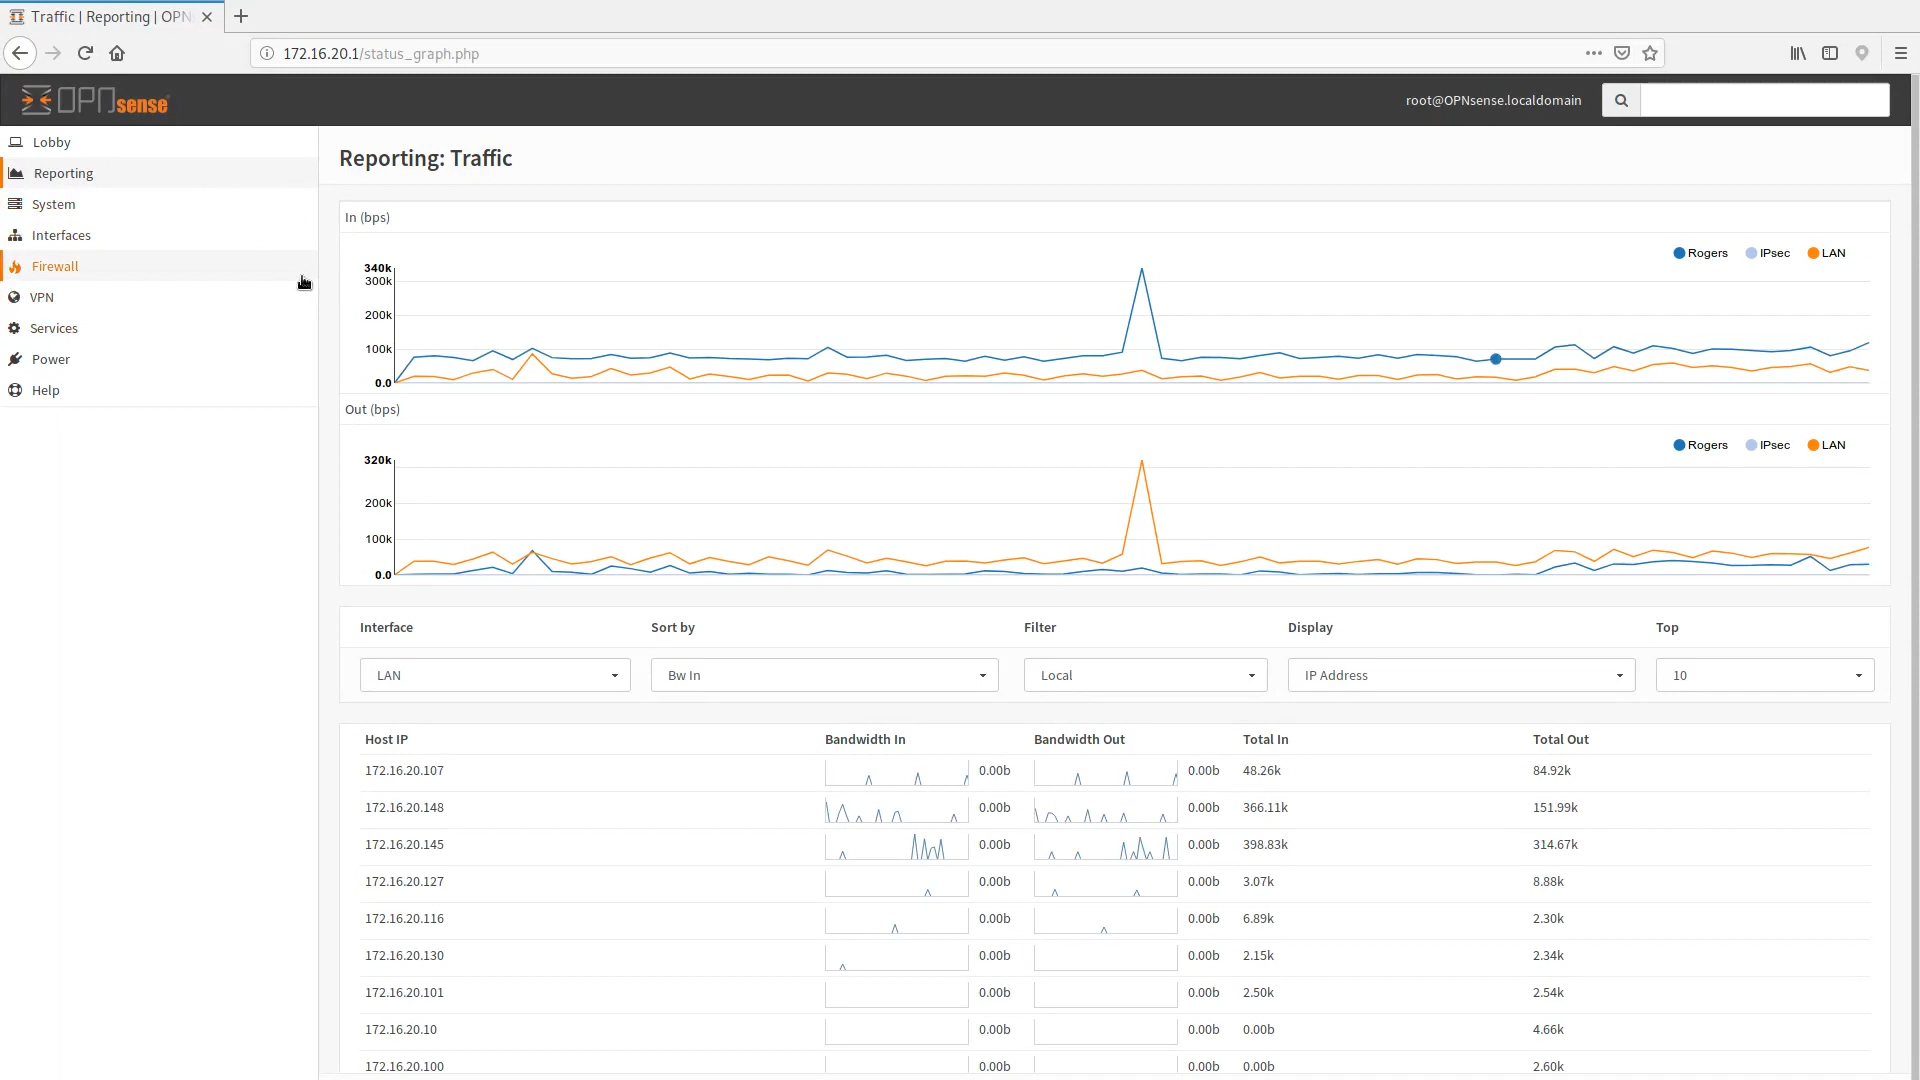 Traffic | Reporting | OPN
172.16.20.1/status_graph.php
OPNsense
root@OPNsense.localdomain
Lobby
Reporting
System
Interfaces
Firewall
VPN
Services
Power
Help
Reporting: Traffic
In (bps)
Rogers IPsec LAN
340k
300k
200k
100k
0.0
Out (bps)
Rogers IPsec LAN
320k
200k
100k
0.0
Interface Sort by Filter Display Top
LAN Bw In Local IP Address 10
Host IP Bandwidth In Bandwidth Out Total In Total Out
172.16.20.107 0.00b 0.00b 48.26k 84.92k
172.16.20.148 0.00b 0.00b 366.11k 151.99k
172.16.20.145 0.00b 0.00b 398.83k 314.67k
172.16.20.127 0.00b 0.00b 3.07k 8.88k
172.16.20.116 0.00b 0.00b 6.89k 2.30k
172.16.20.130 0.00b 0.00b 2.15k 2.34k
172.16.20.101 0.00b 0.00b 2.50k 2.54k
172.16.20.10 0.00b 0.00b 0.00b 4.66k
172.16.20.100 0.00b 0.00b 0.00b 2.60k